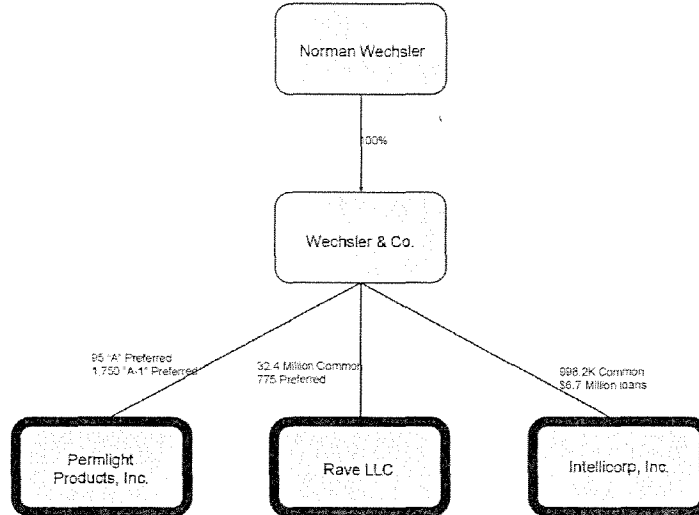 Norman Wechsler
100%
Wechsler & Co.
95 "A" Preferred
1,750 "A-1" Preferred
32.4 Million Common
775 Preferred
998.2K Common
$6.7 Million loans
Permlight
Products, Inc.
Rave LLC
Intellicorp, Inc.